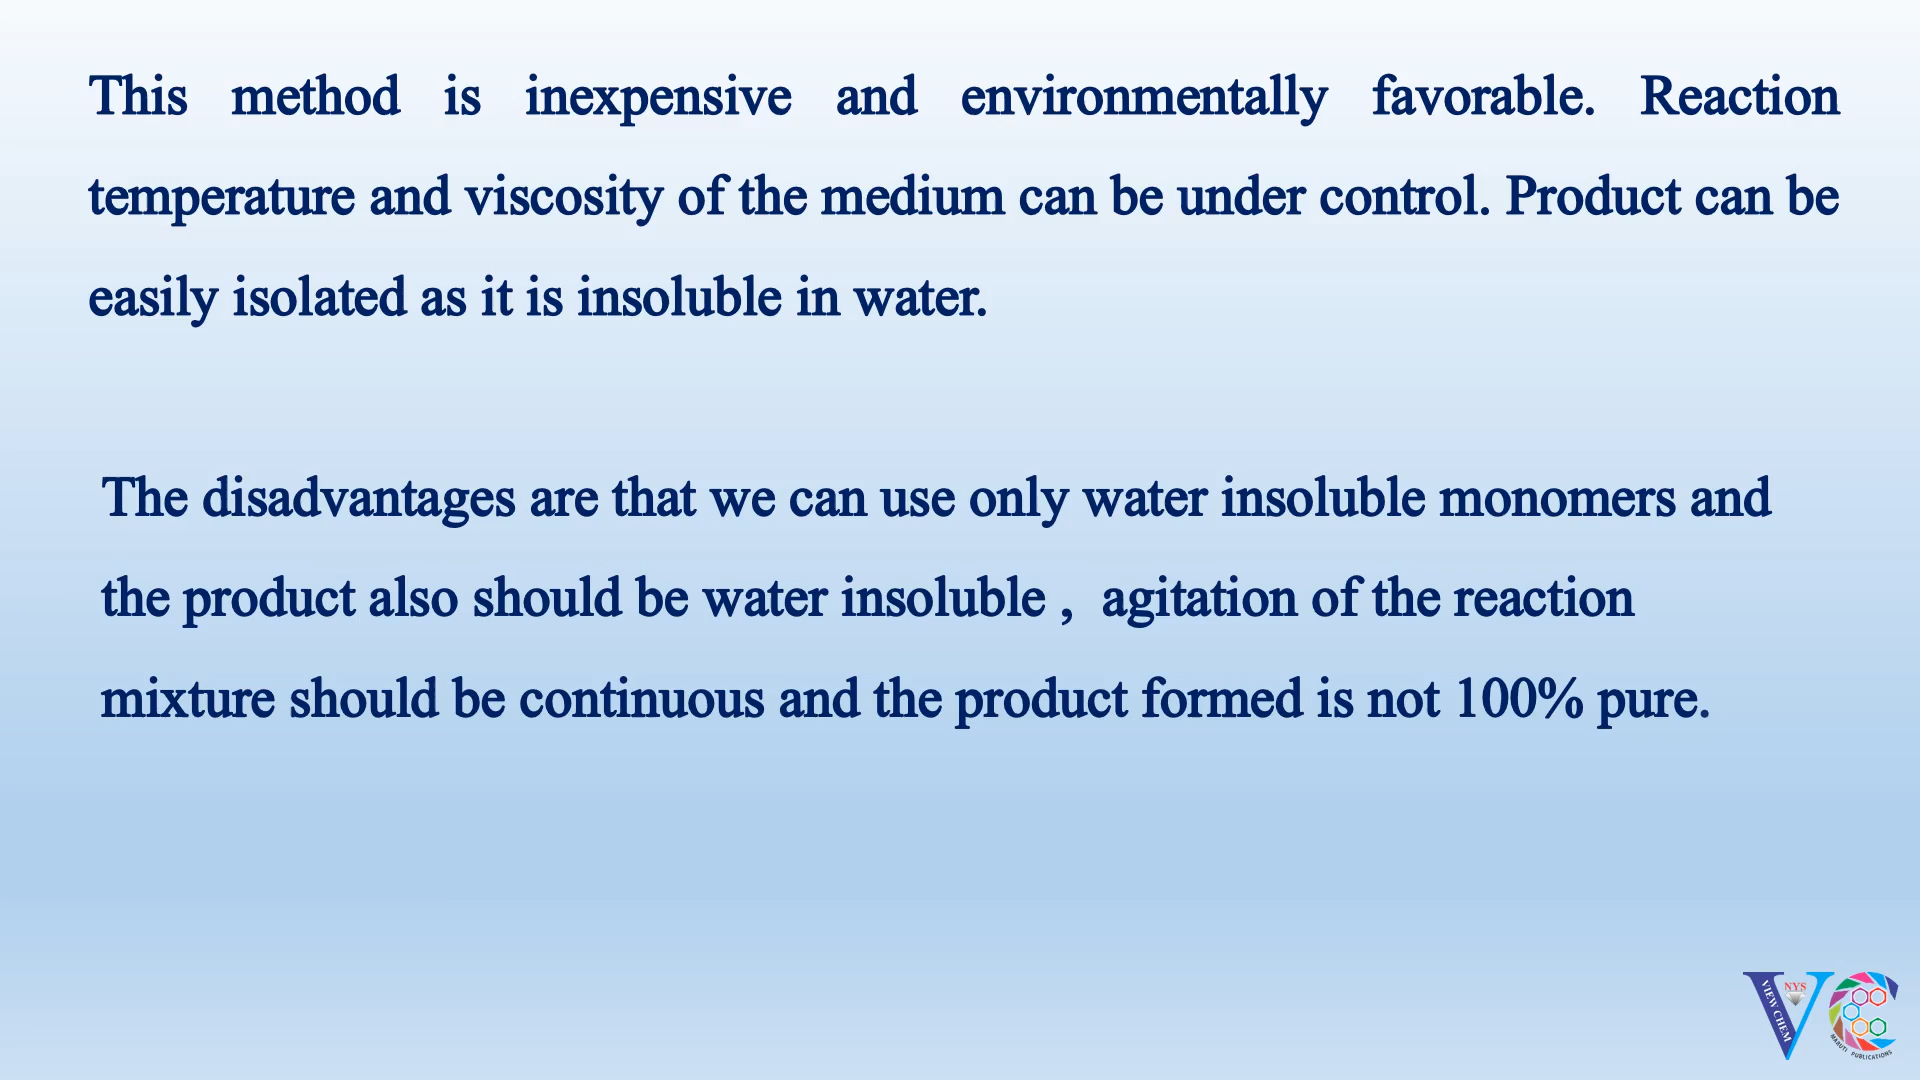 This method is inexpensive and environmentally favorable. Reaction
temperature and viscosity of the medium can be under control. Product can be
easily isolated as it is insoluble in water.
The disadvantages are that we can use only water insoluble monomers and
the product also should be water insoluble ,  agitation of the reaction
mixture should be continuous and the product formed is not 100% pure.
NYS
VIEW CHEM
MARUTI PUBLICATIONS